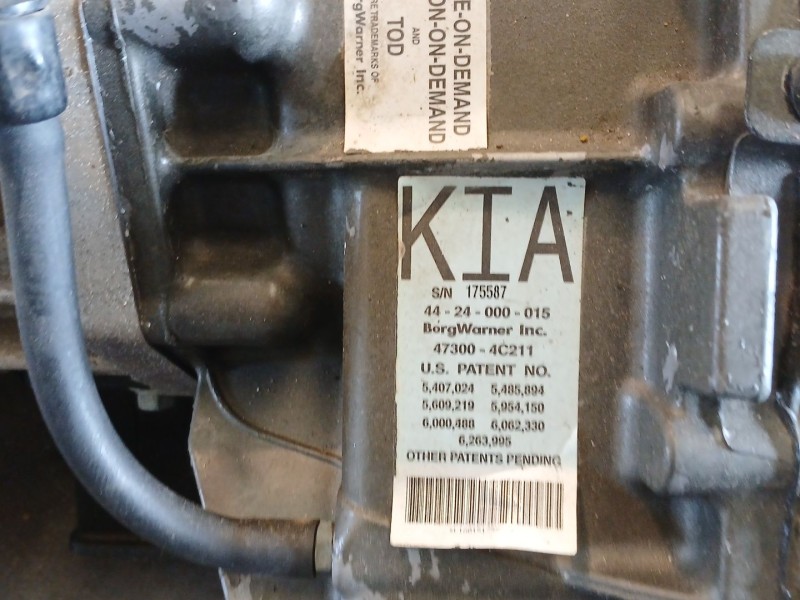 E-ON-DEMAND
ON-ON-DEMAND
AND
TOD
RE TRADEMARKS OF
rgWarner Inc.
KIA
S/N 175587
44-24-000-015
BorgWarner Inc.
47300-4C211
U.S. PATENT NO.
5,407,024 5,485,894
5,609,219 5,954,150
6,000,488 6,062,330
6,263,995
OTHER PATENTS PENDING